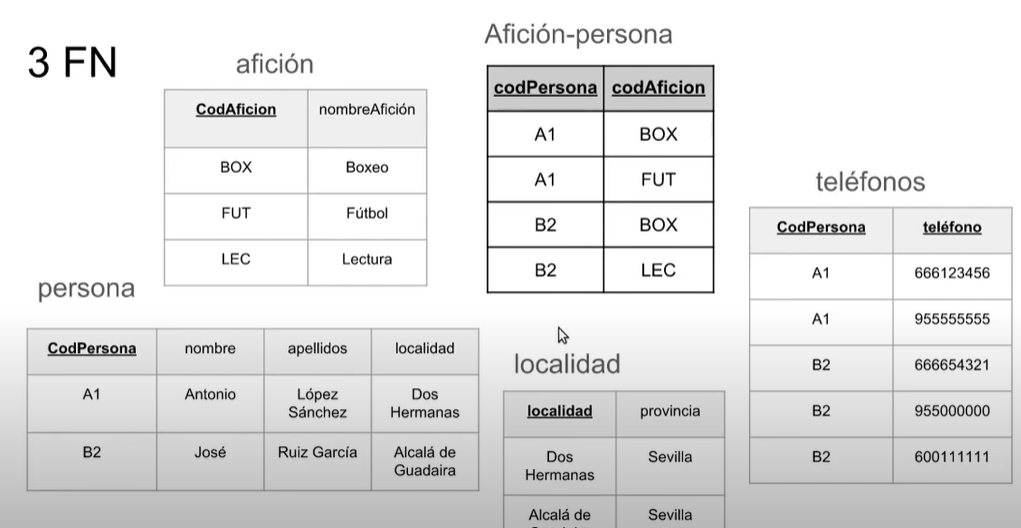 3 FN
afición
CodAficion nombreAfición
BOX Boxeo
FUT Fútbol
LEC Lectura
Afición-persona
codPersona codAficion
A1 BOX
A1 FUT
B2 BOX
B2 LEC
teléfonos
CodPersona teléfono
A1 666123456
A1 955555555
B2 666654321
B2 955000000
B2 600111111
persona
CodPersona nombre apellidos localidad
A1 Antonio López Dos
Sánchez Hermanas
B2 José Ruiz García Alcalá de
Guadaira
localidad
localidad provincia
Dos Sevilla
Hermanas
Alcalá de Sevilla